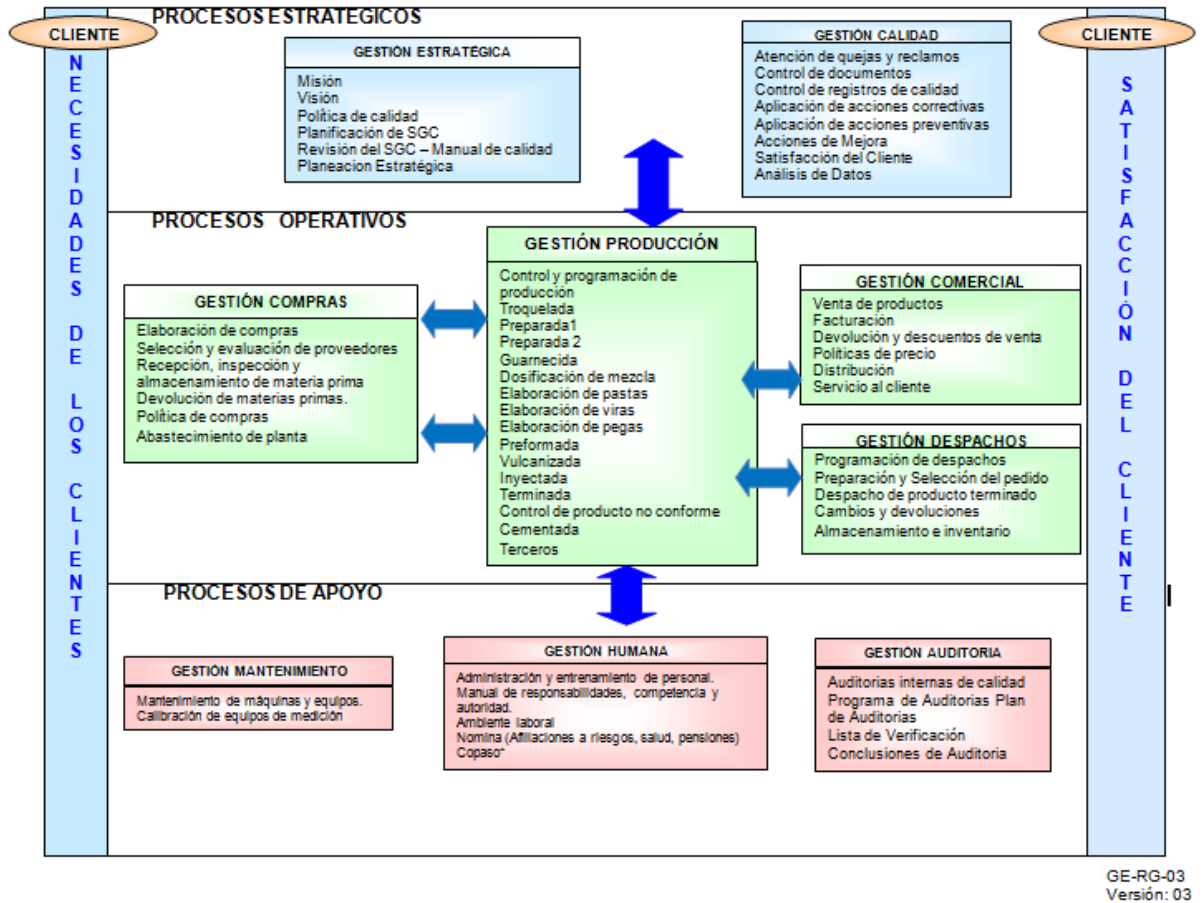 PROCESOS ESTRATEGICOS
CLIENTE
CLIENTE
NECESIDADES DE LOS CLIENTES
SATISFACCIÓN DEL CLIENTE
GESTIÓN ESTRATÉGICA
Misión
Visión
Política de calidad
Planificación de SGC
Revisión del SGC – Manual de calidad
Planeacion Estratégica
GESTIÓN CALIDAD
Atención de quejas y reclamos
Control de documentos
Control de registros de calidad
Aplicación de acciones correctivas
Aplicación de acciones preventivas
Acciones de Mejora
Satisfacción del Cliente
Análisis de Datos
PROCESOS OPERATIVOS
GESTIÓN COMPRAS
Elaboración de compras
Selección y evaluación de proveedores
Recepción, inspección y
almacenamiento de materia prima
Devolución de materias primas.
Política de compras
Abastecimiento de planta
GESTIÓN PRODUCCIÓN
Control y programación de
producción
Troquelada
Preparada1
Preparada 2
Guarnecida
Dosificación de mezcla
Elaboración de pastas
Elaboración de viras
Elaboración de pegas
Preformada
Vulcanizada
Inyectada
Terminada
Control de producto no conforme
Cementada
Terceros
GESTIÓN COMERCIAL
Venta de productos
Facturación
Devolución y descuentos de venta
Políticas de precio
Distribución
Servicio al cliente
GESTIÓN DESPACHOS
Programación de despachos
Preparación y Selección del pedido
Despacho de producto terminado
Cambios y devoluciones
Almacenamiento e inventario
PROCESOS DE APOYO
GESTIÓN MANTENIMIENTO
Mantenimiento de máquinas y equipos.
Calibración de equipos de medición
GESTIÓN HUMANA
Administración y entrenamiento de personal.
Manual de responsabilidades, competencia y
autoridad.
Ambiente laboral
Nomina (Afiliaciones a riesgos, salud, pensiones)
Copaso*
GESTIÓN AUDITORIA
Auditorias internas de calidad
Programa de Auditorias Plan
de Auditorias
Lista de Verificación
Conclusiones de Auditoria
GE-RG-03
Versión: 03